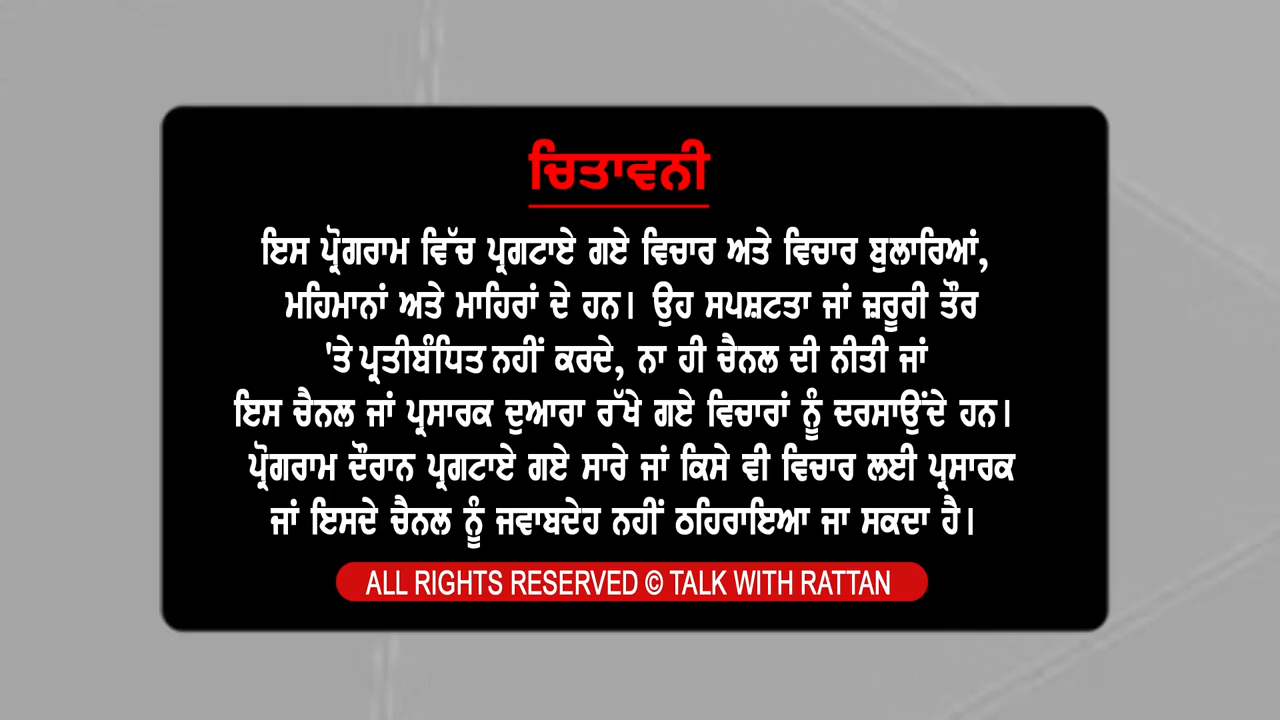 ਚਿਤਾਵਨੀ
ਇਸ ਪ੍ਰੋਗਰਾਮ ਵਿੱਚ ਪ੍ਰਗਟਾਏ ਗਏ ਵਿਚਾਰ ਅਤੇ ਵਿਚਾਰ ਬੁਲਾਰਿਆਂ,
ਮਹਿਮਾਨਾਂ ਅਤੇ ਮਾਹਿਰਾਂ ਦੇ ਹਨ। ਉਹ ਸਪਸ਼ਟਤਾ ਜਾਂ ਜ਼ਰੂਰੀ ਤੌਰ
'ਤੇ ਪ੍ਰਤੀਬੰਧਿਤ ਨਹੀਂ ਕਰਦੇ, ਨਾ ਹੀ ਚੈਨਲ ਦੀ ਨੀਤੀ ਜਾਂ
ਇਸ ਚੈਨਲ ਜਾਂ ਪ੍ਰਸਾਰਕ ਦੁਆਰਾ ਰੱਖੇ ਗਏ ਵਿਚਾਰਾਂ ਨੂੰ ਦਰਸਾਉਂਦੇ ਹਨ।
ਪ੍ਰੋਗਰਾਮ ਦੌਰਾਨ ਪ੍ਰਗਟਾਏ ਗਏ ਸਾਰੇ ਜਾਂ ਕਿਸੇ ਵੀ ਵਿਚਾਰ ਲਈ ਪ੍ਰਸਾਰਕ
ਜਾਂ ਇਸਦੇ ਚੈਨਲ ਨੂੰ ਜਵਾਬਦੇਹ ਨਹੀਂ ਠਹਿਰਾਇਆ ਜਾ ਸਕਦਾ ਹੈ।
ALL RIGHTS RESERVED © TALK WITH RATTAN